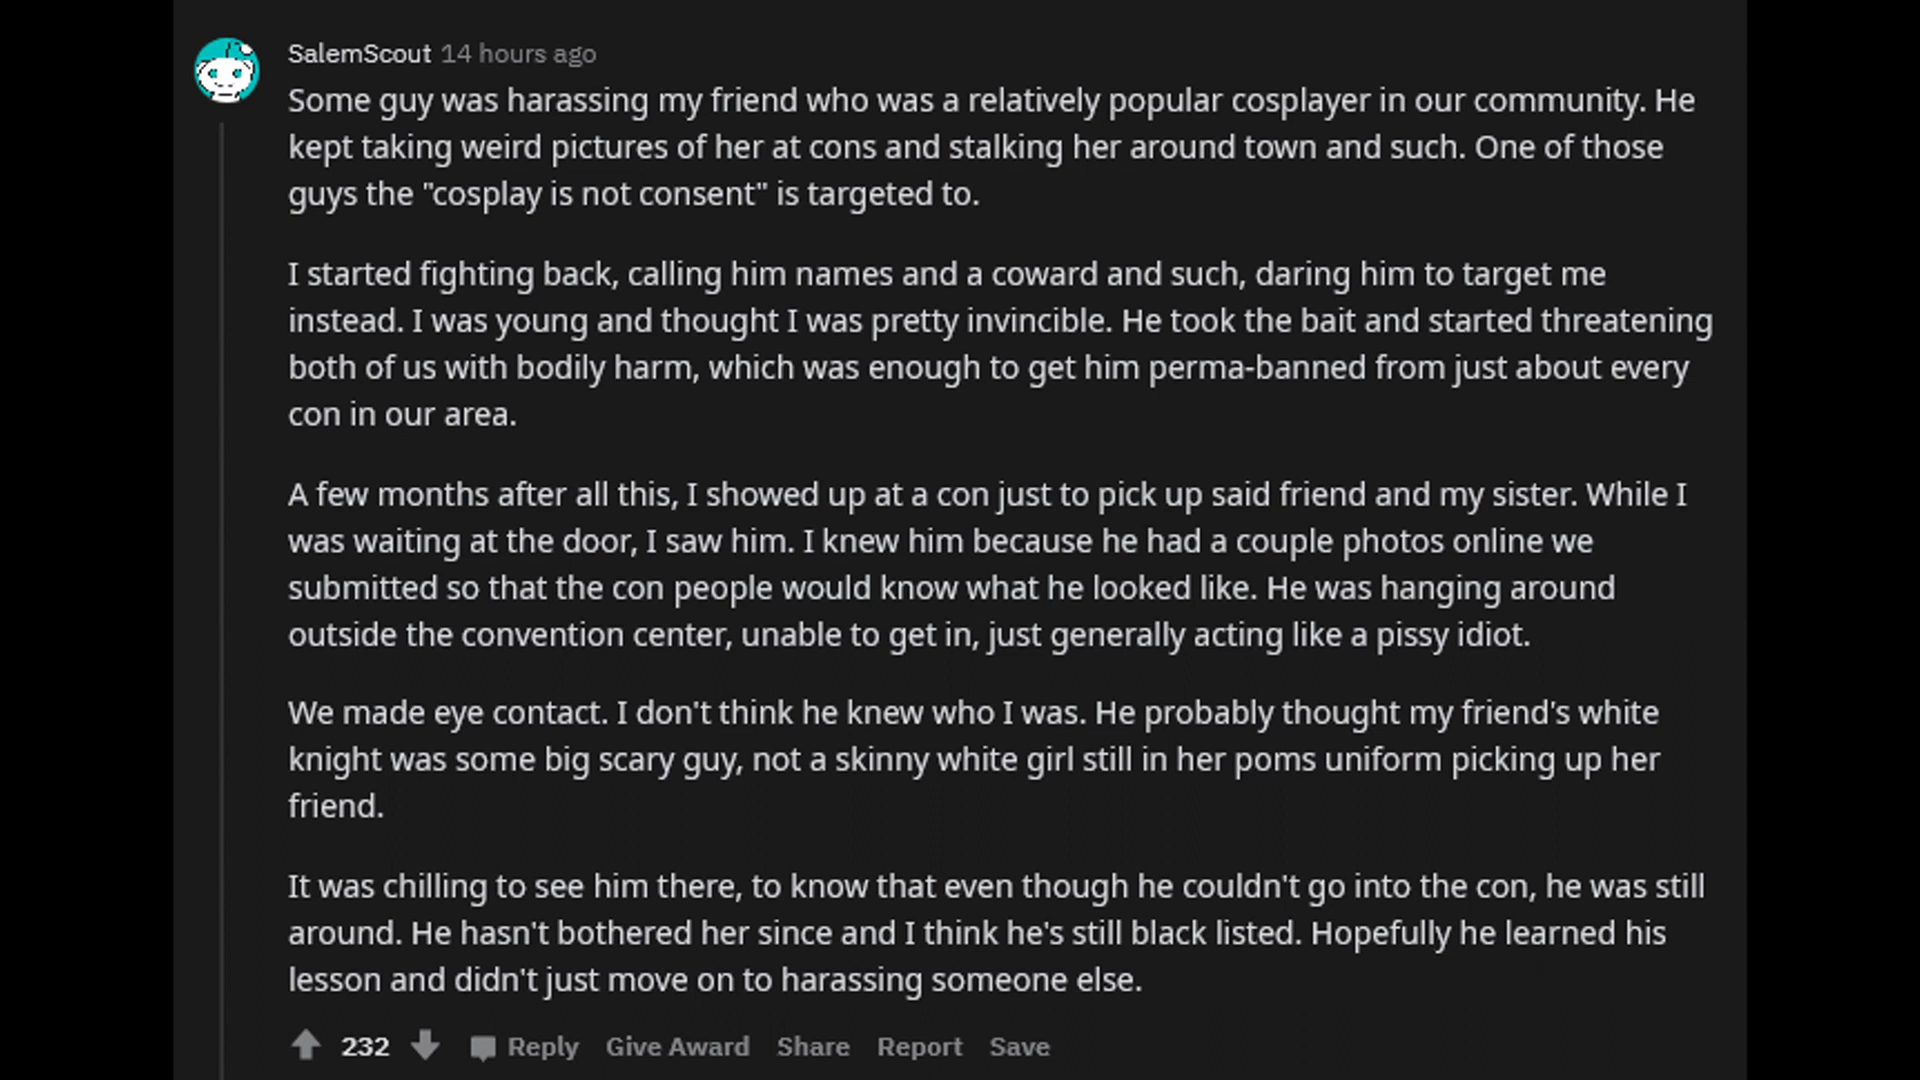 SalemScout 14 hours ago
Some guy was harassing my friend who was a relatively popular cosplayer in our community. He
kept taking weird pictures of her at cons and stalking her around town and such. One of those
guys the "cosplay is not consent" is targeted to.
I started fighting back, calling him names and a coward and such, daring him to target me
instead. I was young and thought I was pretty invincible. He took the bait and started threatening
both of us with bodily harm, which was enough to get him perma-banned from just about every
con in our area.
A few months after all this, I showed up at a con just to pick up said friend and my sister. While I
was waiting at the door, I saw him. I knew him because he had a couple photos online we
submitted so that the con people would know what he looked like. He was hanging around
outside the convention center, unable to get in, just generally acting like a pissy idiot.
We made eye contact. I don't think he knew who I was. He probably thought my friend's white
knight was some big scary guy, not a skinny white girl still in her poms uniform picking up her
friend.
It was chilling to see him there, to know that even though he couldn't go into the con, he was still
around. He hasn't bothered her since and I think he's still black listed. Hopefully he learned his
lesson and didn't just move on to harassing someone else.
232 Reply Give Award Share Report Save